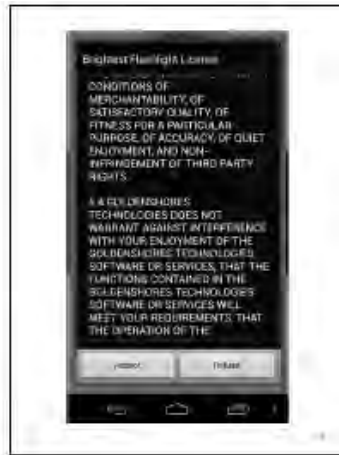 Brightest Flashlight License
CONDITIONS OF
MERCHANTABILITY, OF
SATISFACTORY QUALITY, OF
FITNESS FOR A PARTICULAR
PURPOSE, OF ACCURACY, OF QUIET
ENJOYMENT, AND NON-
INFRINGEMENT OF THIRD PARTY
RIGHTS.
GOLDENSHORES
TECHNOLOGIES DOES NOT
WARRANT AGAINST INTERFERENCE
WITH YOUR ENJOYMENT OF THE
GOLDENSHORES TECHNOLOGIES
SOFTWARE OR SERVICES, THAT THE
FUNCTIONS CONTAINED IN THE
GOLDENSHORES TECHNOLOGIES
SOFTWARE OR SERVICES WILL
MEET YOUR REQUIREMENTS, THAT
THE OPERATION OF THE
Accept
Refuse